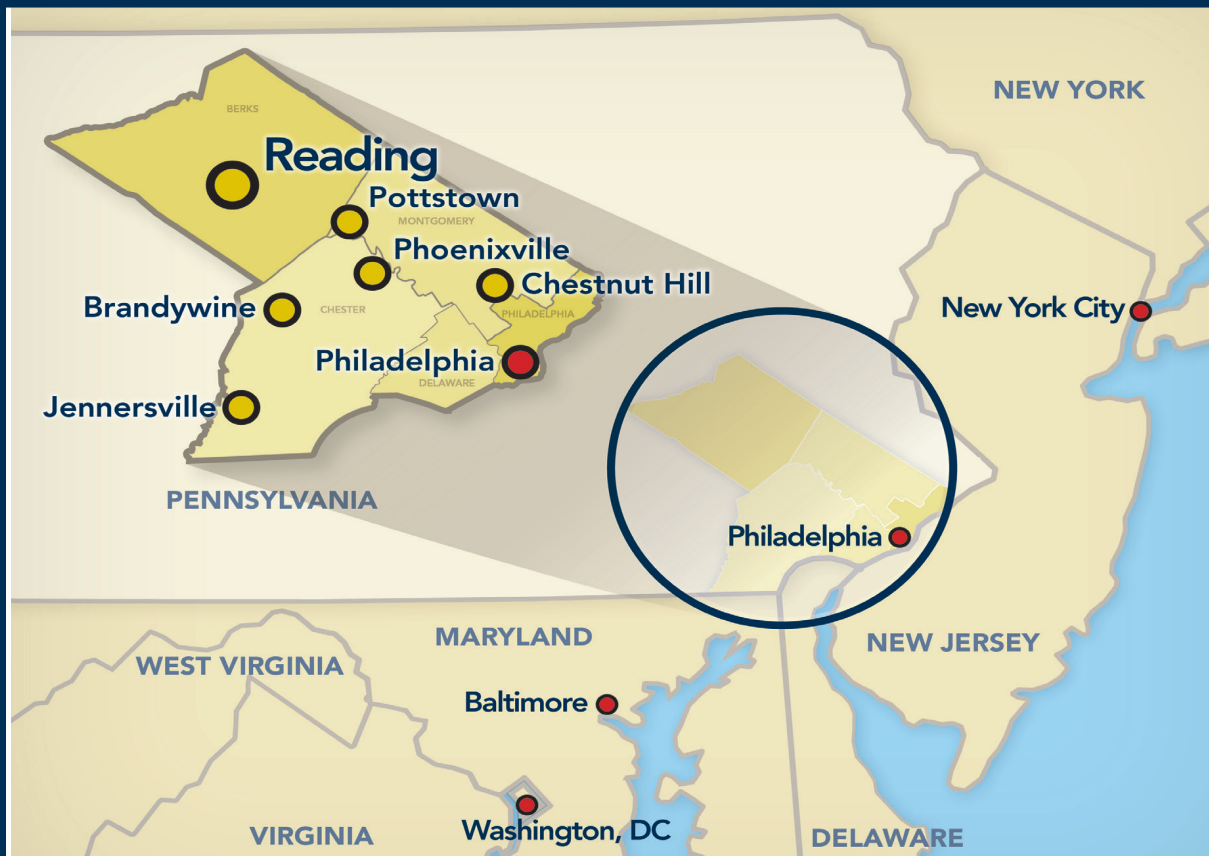 NEW YORK
BERKS
Reading
Pottstown
MONTGOMERY
Phoenixville
Chestnut Hill
Brandywine
CHESTER
PHILADELPHIA
New York City
Philadelphia
DELAWARE
Jennersville
PENNSYLVANIA
Philadelphia
MARYLAND
NEW JERSEY
WEST VIRGINIA
Baltimore
Washington, DC
VIRGINIA
DELAWARE